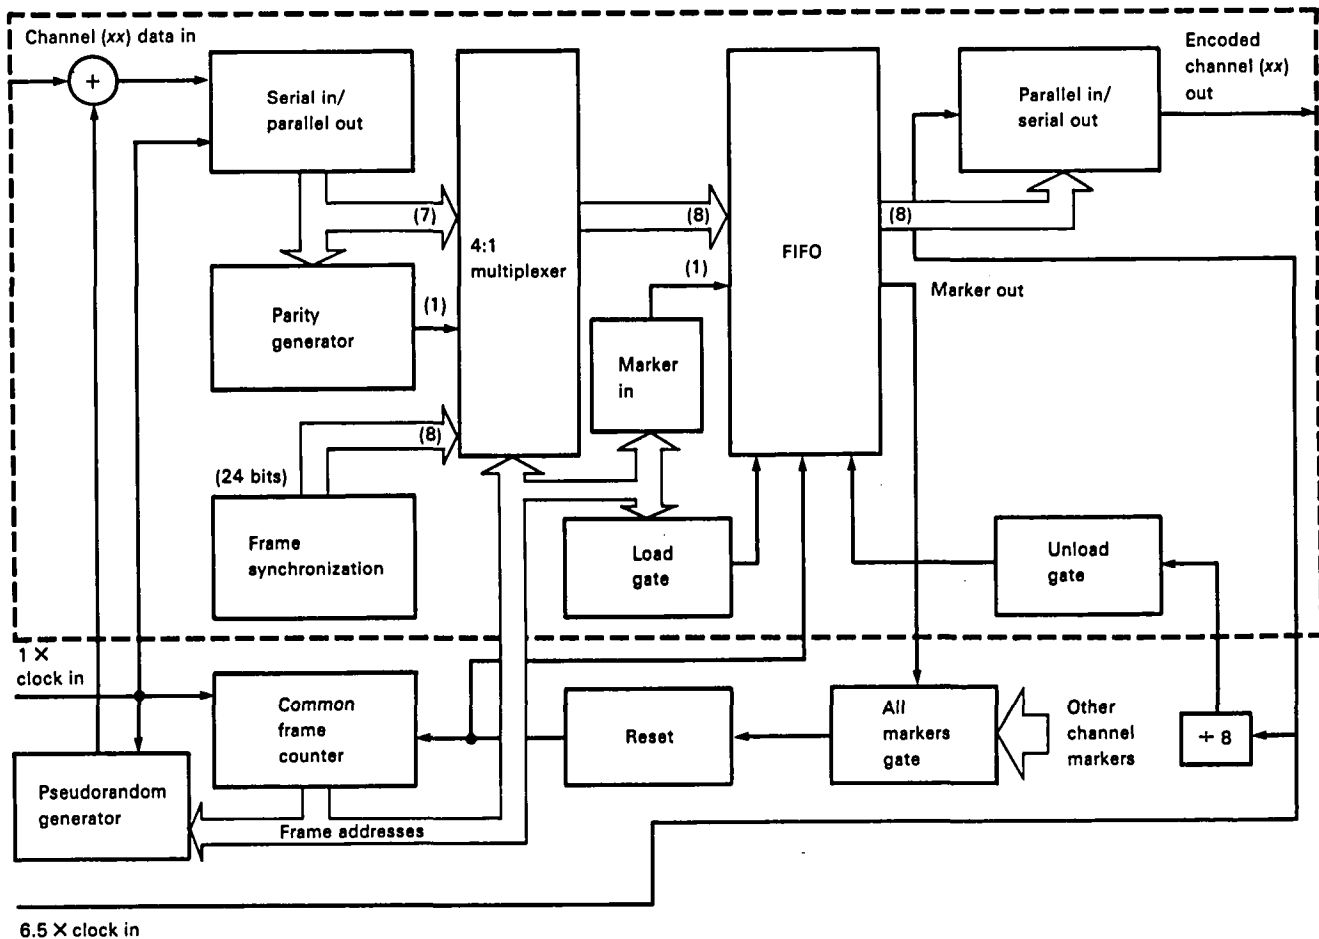 Channel (xx) data in
+
Serial in/
parallel out
(7)
4:1
multiplexer
(8)
FIFO
(8)
Parallel in/
serial out
Encoded
channel (xx)
out
(1)
Marker out
Parity
generator
(1)
Marker
in
(8)
(24 bits)
Frame
synchronization
Load
gate
Unload
gate
1 ×
clock in
Common
frame
counter
Reset
All
markers
gate
Other
channel
markers
÷ 8
Pseudorandom
generator
Frame addresses
6.5 × clock in